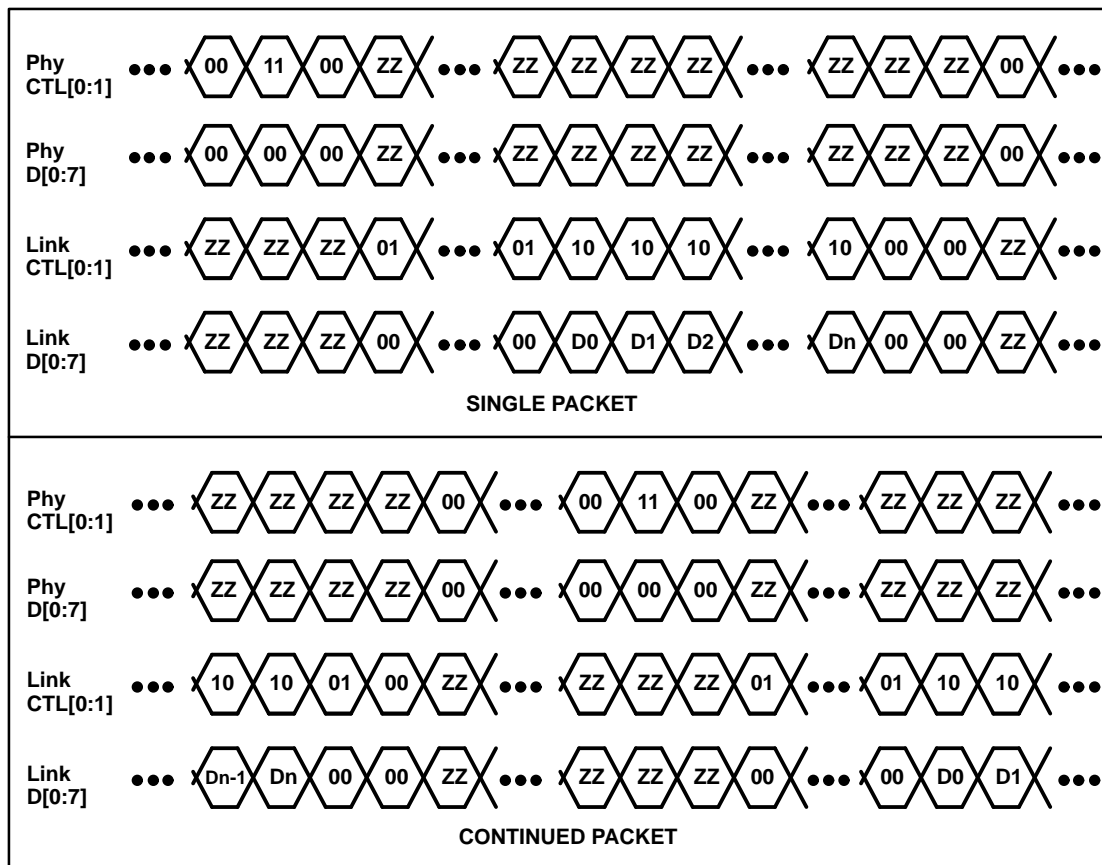 Phy
CTL[0:1]
••• 00 11 00 ZZ ••• ZZ ZZ ZZ ZZ ••• ZZ ZZ ZZ 00 •••
Phy
D[0:7]
••• 00 00 00 ZZ ••• ZZ ZZ ZZ ZZ ••• ZZ ZZ ZZ 00 •••
Link
CTL[0:1]
••• ZZ ZZ ZZ 01 ••• 01 10 10 10 ••• 10 00 00 ZZ •••
Link
D[0:7]
••• ZZ ZZ ZZ 00 ••• 00 D0 D1 D2 ••• Dn 00 00 ZZ •••
SINGLE PACKET
Phy
CTL[0:1]
••• ZZ ZZ ZZ ZZ 00 ••• 00 11 00 ZZ ••• ZZ ZZ ZZ •••
Phy
D[0:7]
••• ZZ ZZ ZZ ZZ 00 ••• 00 00 00 ZZ ••• ZZ ZZ ZZ •••
Link
CTL[0:1]
••• 10 10 01 00 ZZ ••• ZZ ZZ ZZ 01 ••• 01 10 10 •••
Link
D[0:7]
••• Dn-1 Dn 00 00 ZZ ••• ZZ ZZ ZZ 00 ••• 00 D0 D1 •••
CONTINUED PACKET